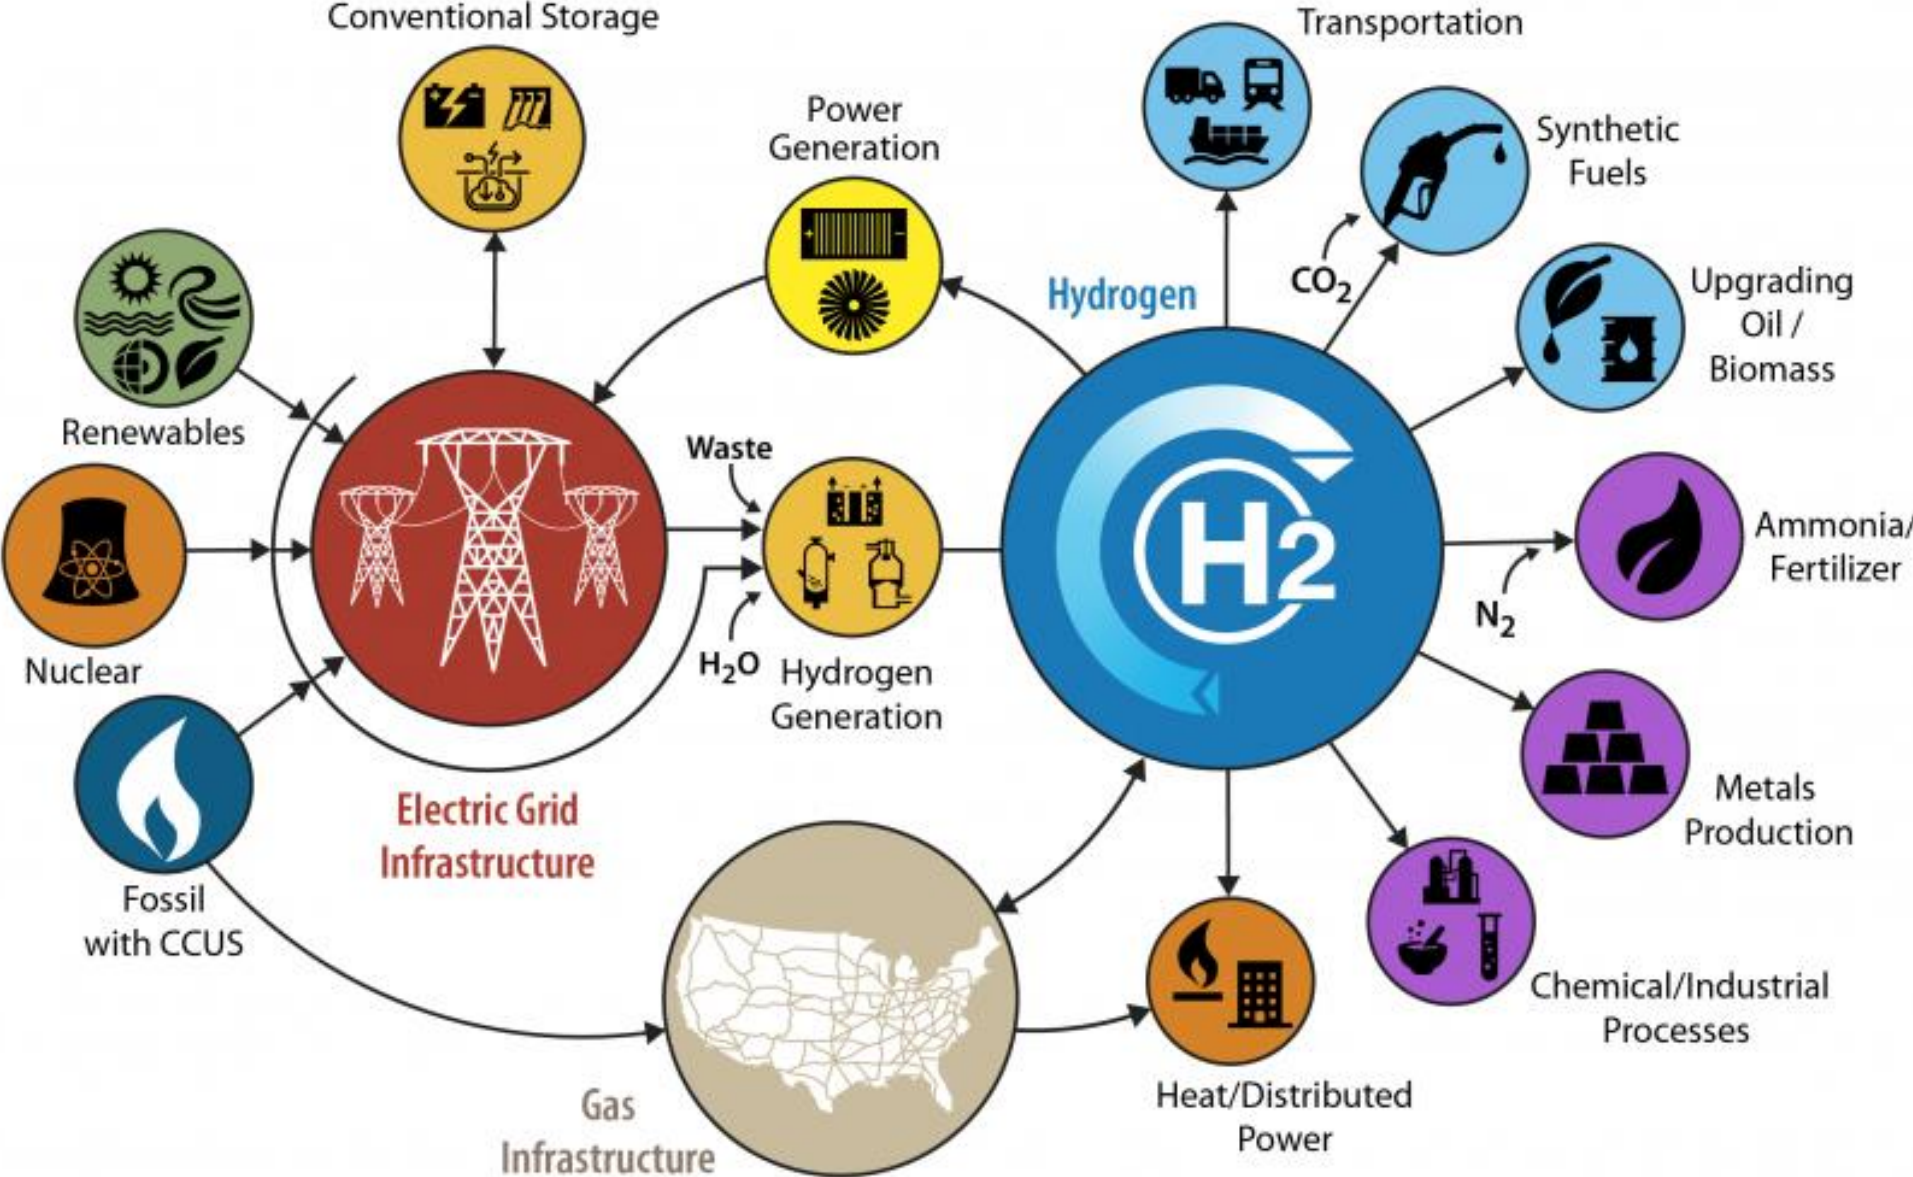 Conventional Storage
Transportation
Power
Generation
Synthetic
Fuels
CO₂
Hydrogen
Upgrading
Oil /
Biomass
Renewables
Waste
H2
Ammonia/
Fertilizer
N₂
Nuclear
H₂O
Hydrogen
Generation
Electric Grid
Infrastructure
Metals
Production
Fossil
with CCUS
Chemical/Industrial
Processes
Gas
Infrastructure
Heat/Distributed
Power